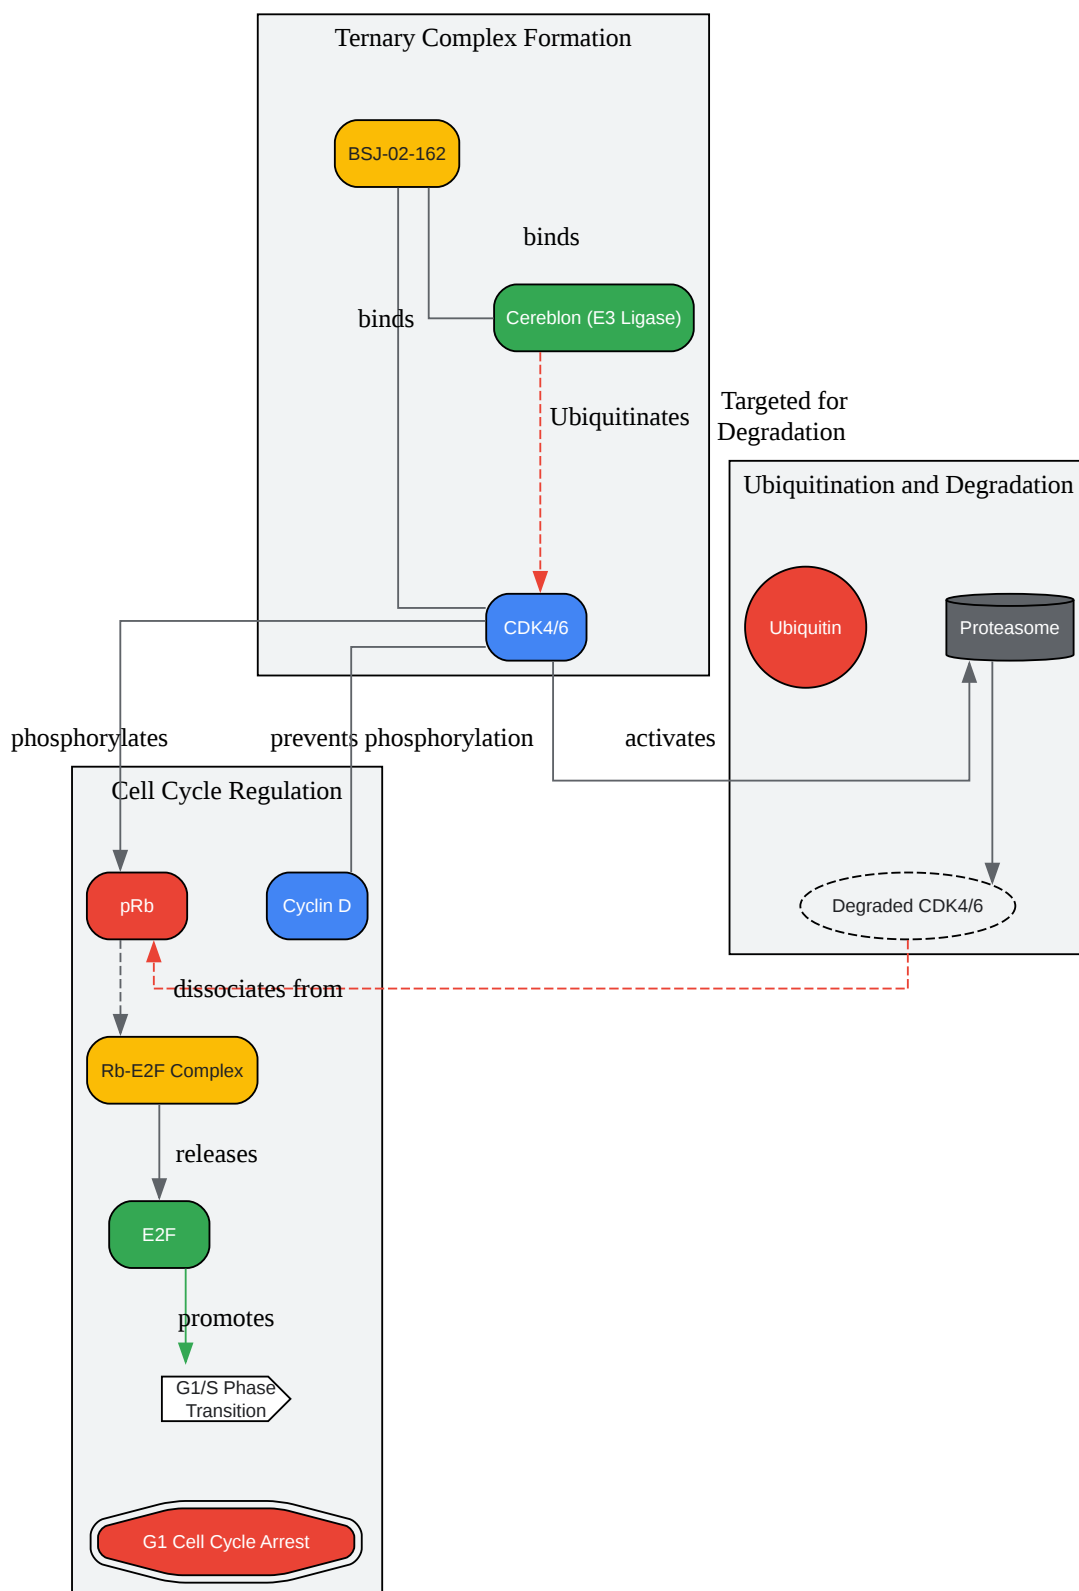 Ternary Complex Formation
BSJ-02-162
binds
binds
Cereblon (E3 Ligase)
Ubiquitinates
Targeted for
Degradation
Ubiquitination and Degradation
CDK4/6
Ubiquitin
Proteasome
phosphorylates
prevents phosphorylation
activates
Cell Cycle Regulation
pRb
Cyclin D
Degraded CDK4/6
dissociates from
Rb-E2F Complex
releases
E2F
promotes
G1/S Phase
Transition
G1 Cell Cycle Arrest